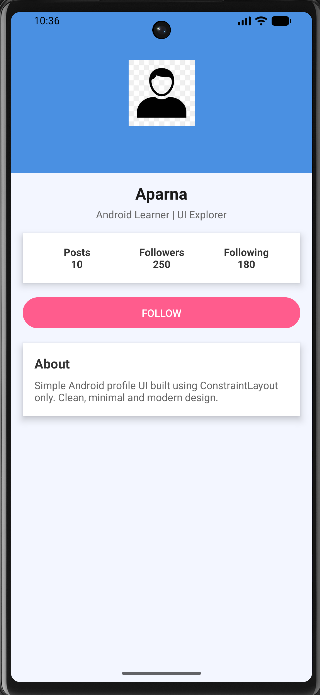 10:36
Aparna
Android Learner | UI Explorer
Posts Followers Following
10 250 180
FOLLOW
About
Simple Android profile UI built using ConstraintLayout
only. Clean, minimal and modern design.